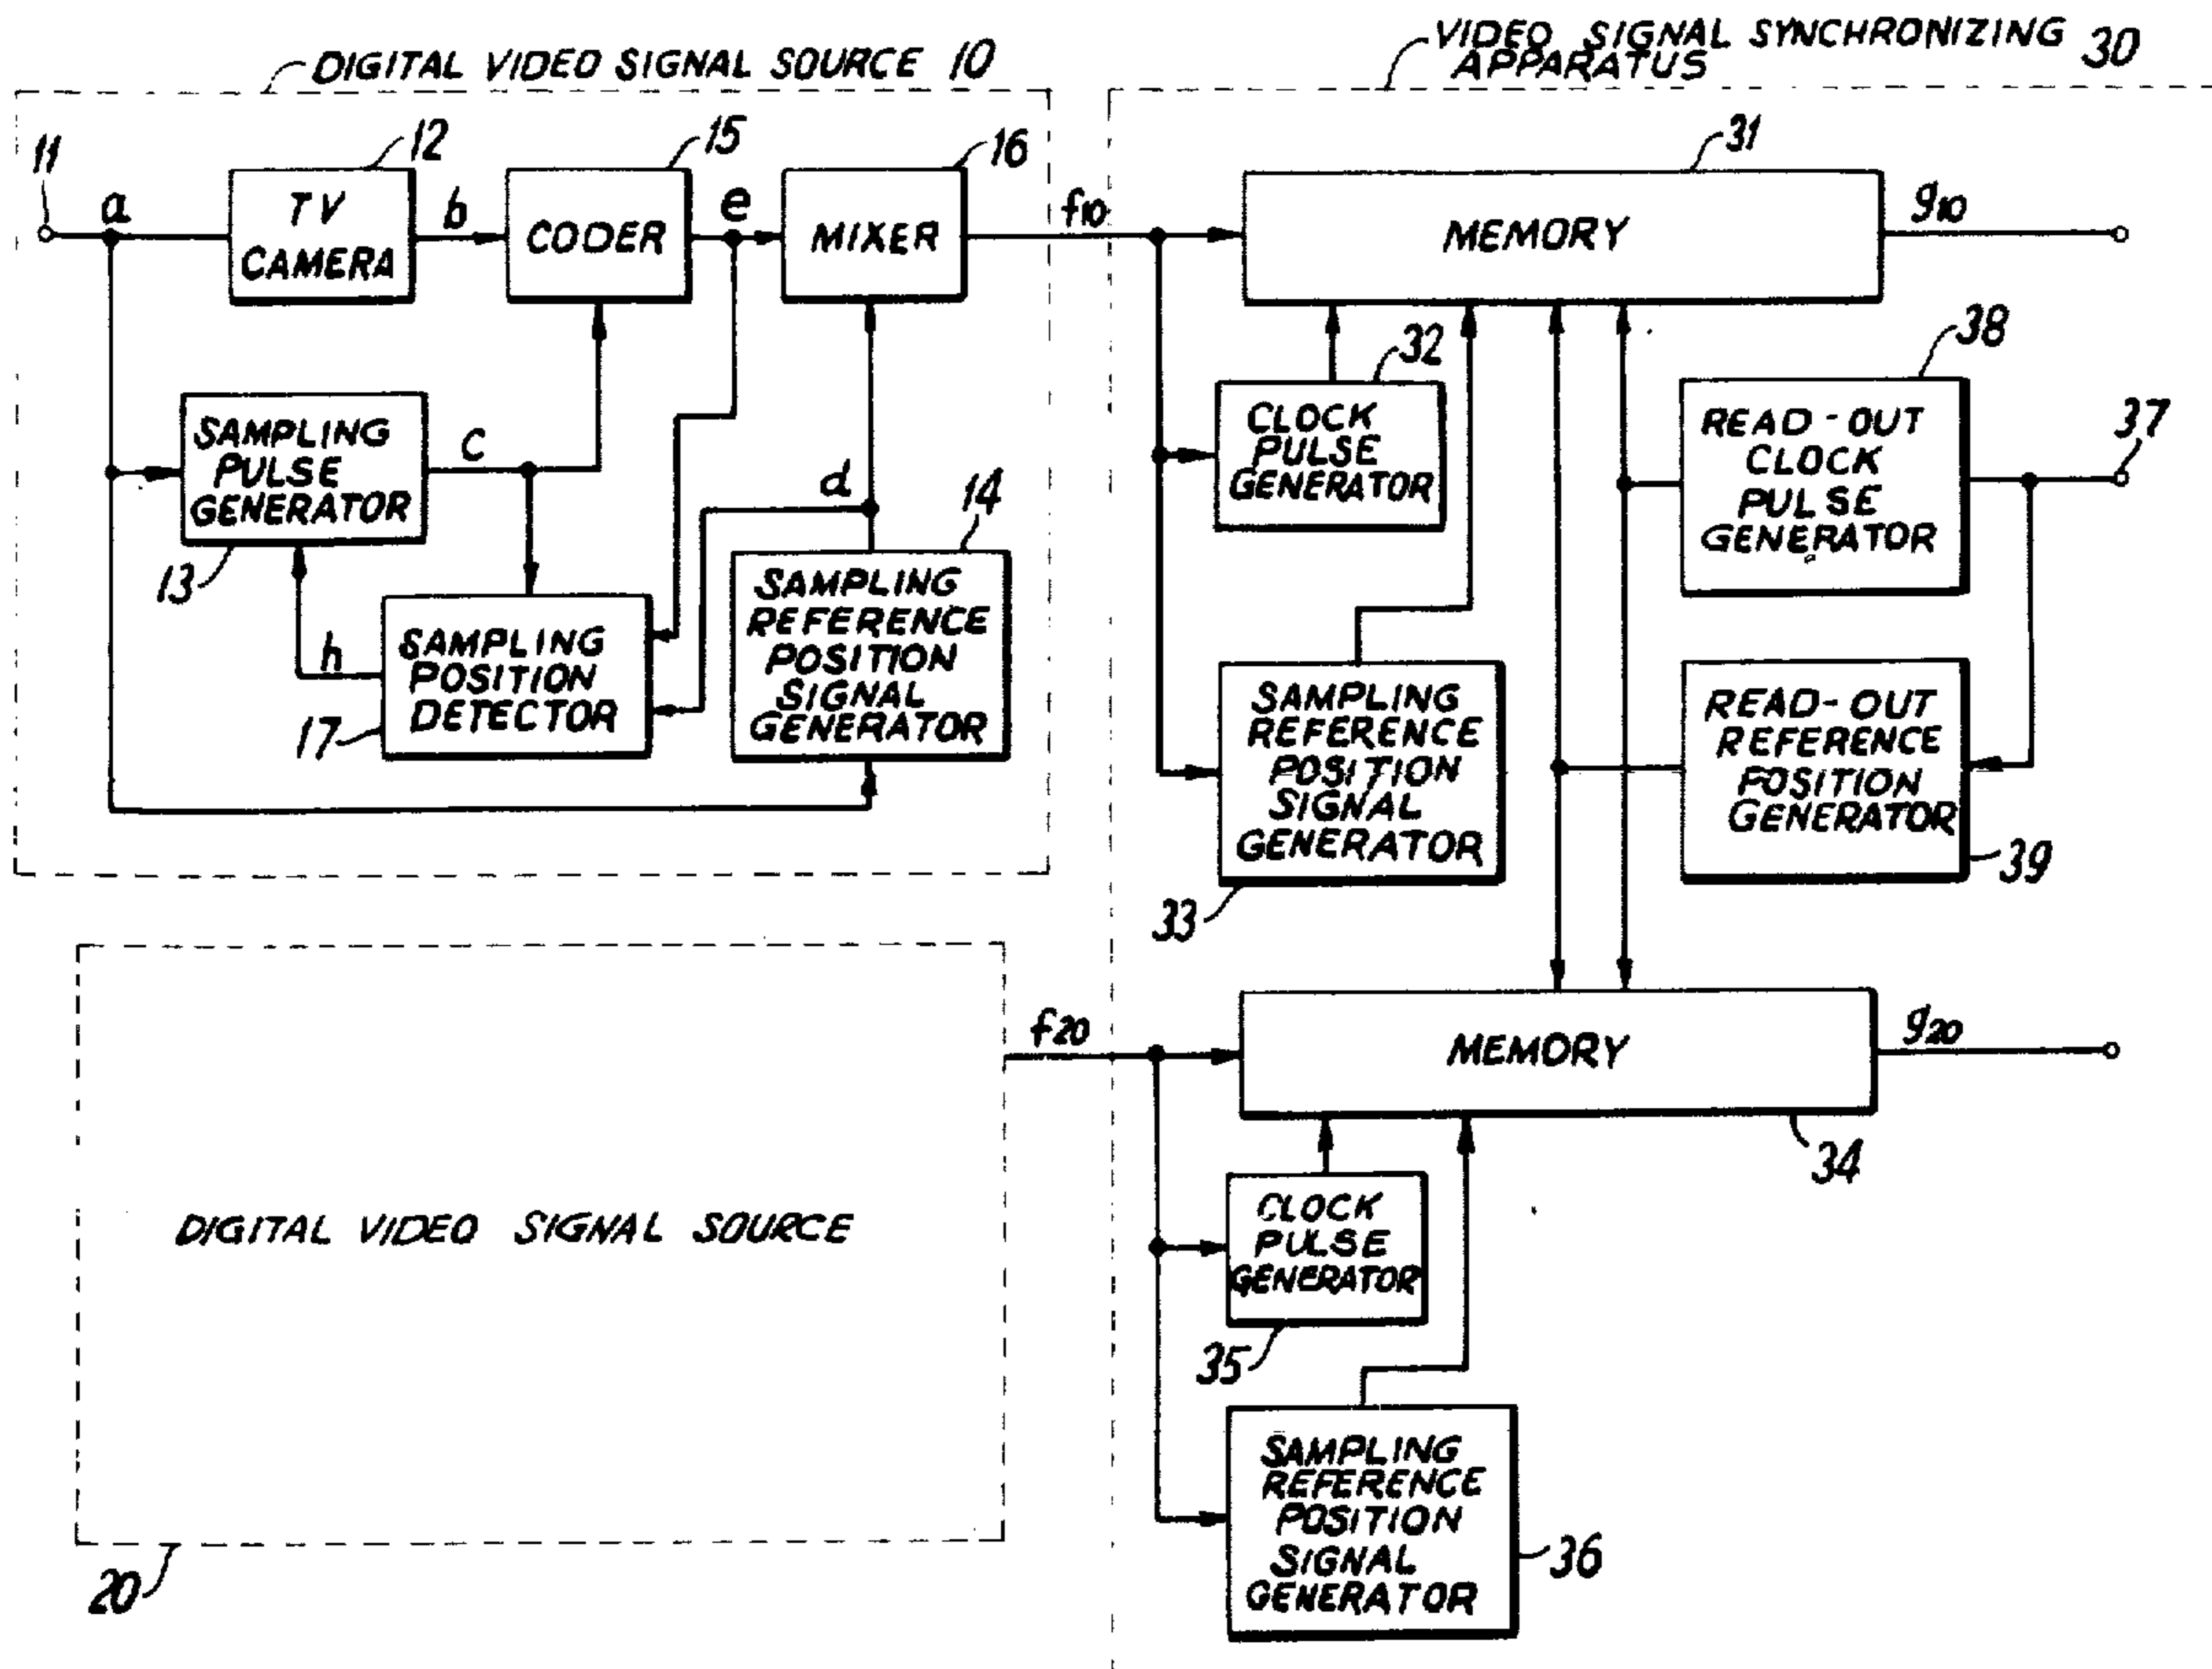 DIGITAL VIDEO SIGNAL SOURCE 10
VIDEO SIGNAL SYNCHRONIZING
APPARATUS 30
11
a
12
TV
CAMERA
b
15
CODER
e
16
MIXER
f10
31
MEMORY
g10
SAMPLING
PULSE
GENERATOR
13
c
h
SAMPLING
POSITION
DETECTOR
17
d
14
SAMPLING
REFERENCE
POSITION
SIGNAL
GENERATOR
32
CLOCK
PULSE
GENERATOR
38
READ-OUT
CLOCK
PULSE
GENERATOR
37
SAMPLING
REFERENCE
POSITION
SIGNAL
GENERATOR
33
READ-OUT
REFERENCE
POSITION
GENERATOR
39
DIGITAL VIDEO SIGNAL SOURCE
20
f20
MEMORY
g20
34
CLOCK
PULSE
GENERATOR
35
SAMPLING
REFERENCE
POSITION
SIGNAL
GENERATOR
36